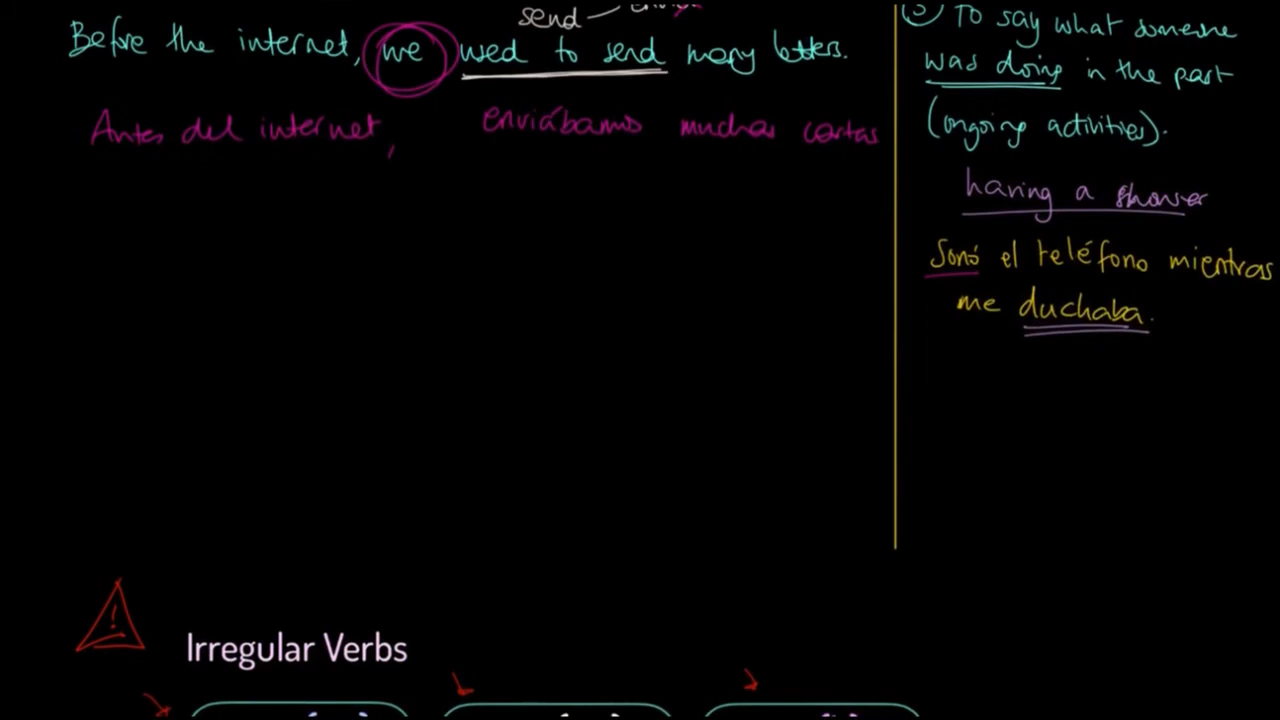 send
Before the internet, we used to send many letters.
Antes del internet, enviábamos muchas cartas
③ To say what someone
was doing in the past
(ongoing activities).
having a shower
Sonó el teléfono mientras
me duchaba.
!
Irregular Verbs